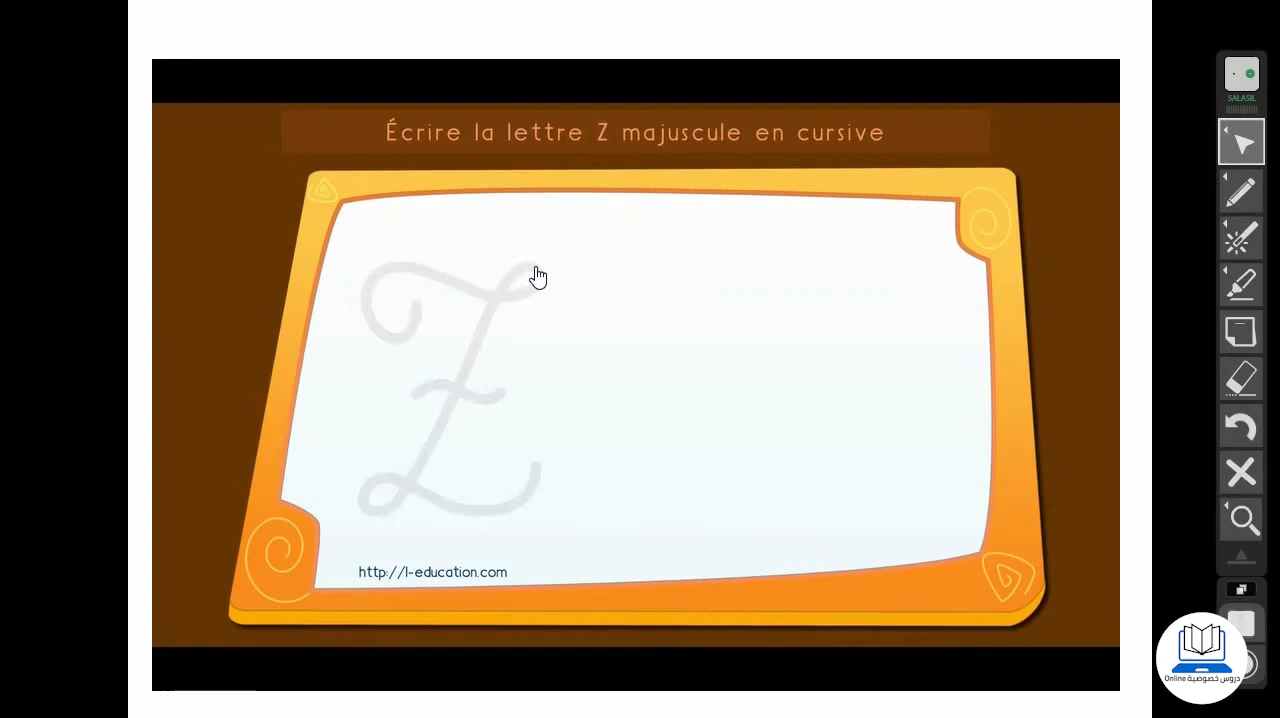 Écrire la lettre Z majuscule en cursive
SALASIL
Z
http://l-education.com
دروس خصوصية Online